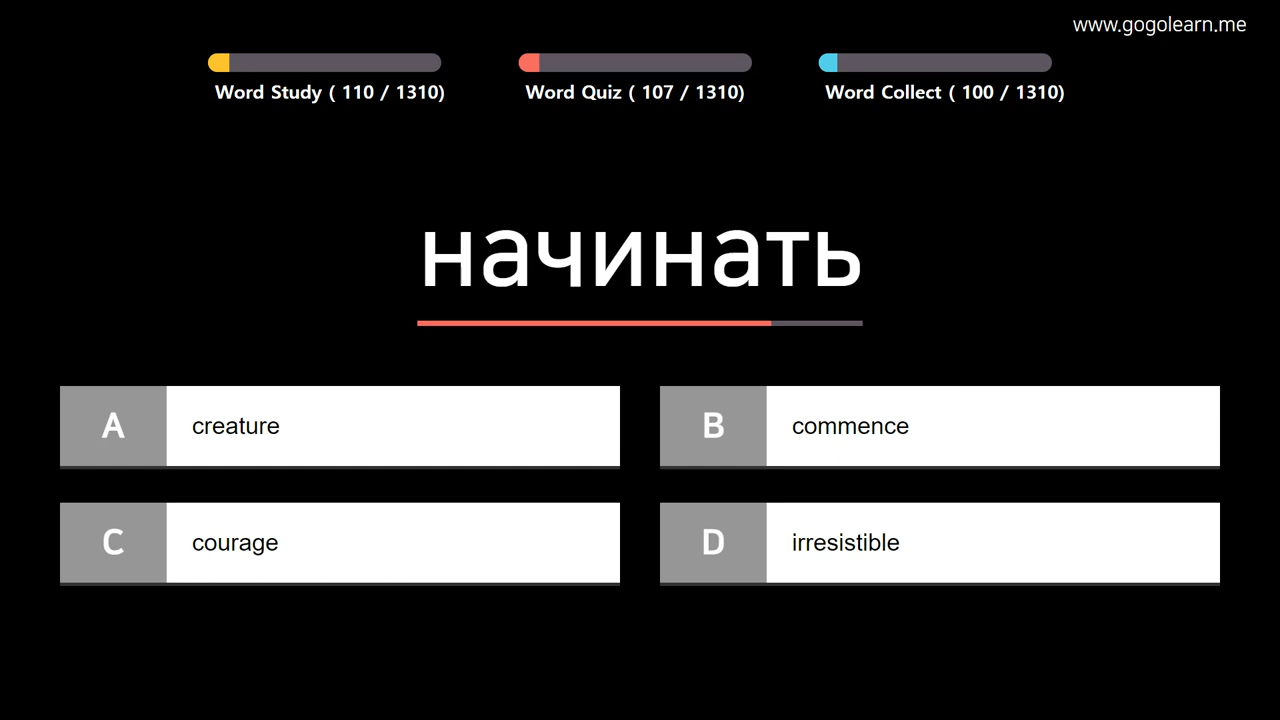 www.gogolearn.me
Word Study ( 110 / 1310)
Word Quiz ( 107 / 1310)
Word Collect ( 100 / 1310)
начинать
A creature
B commence
C courage
D irresistible